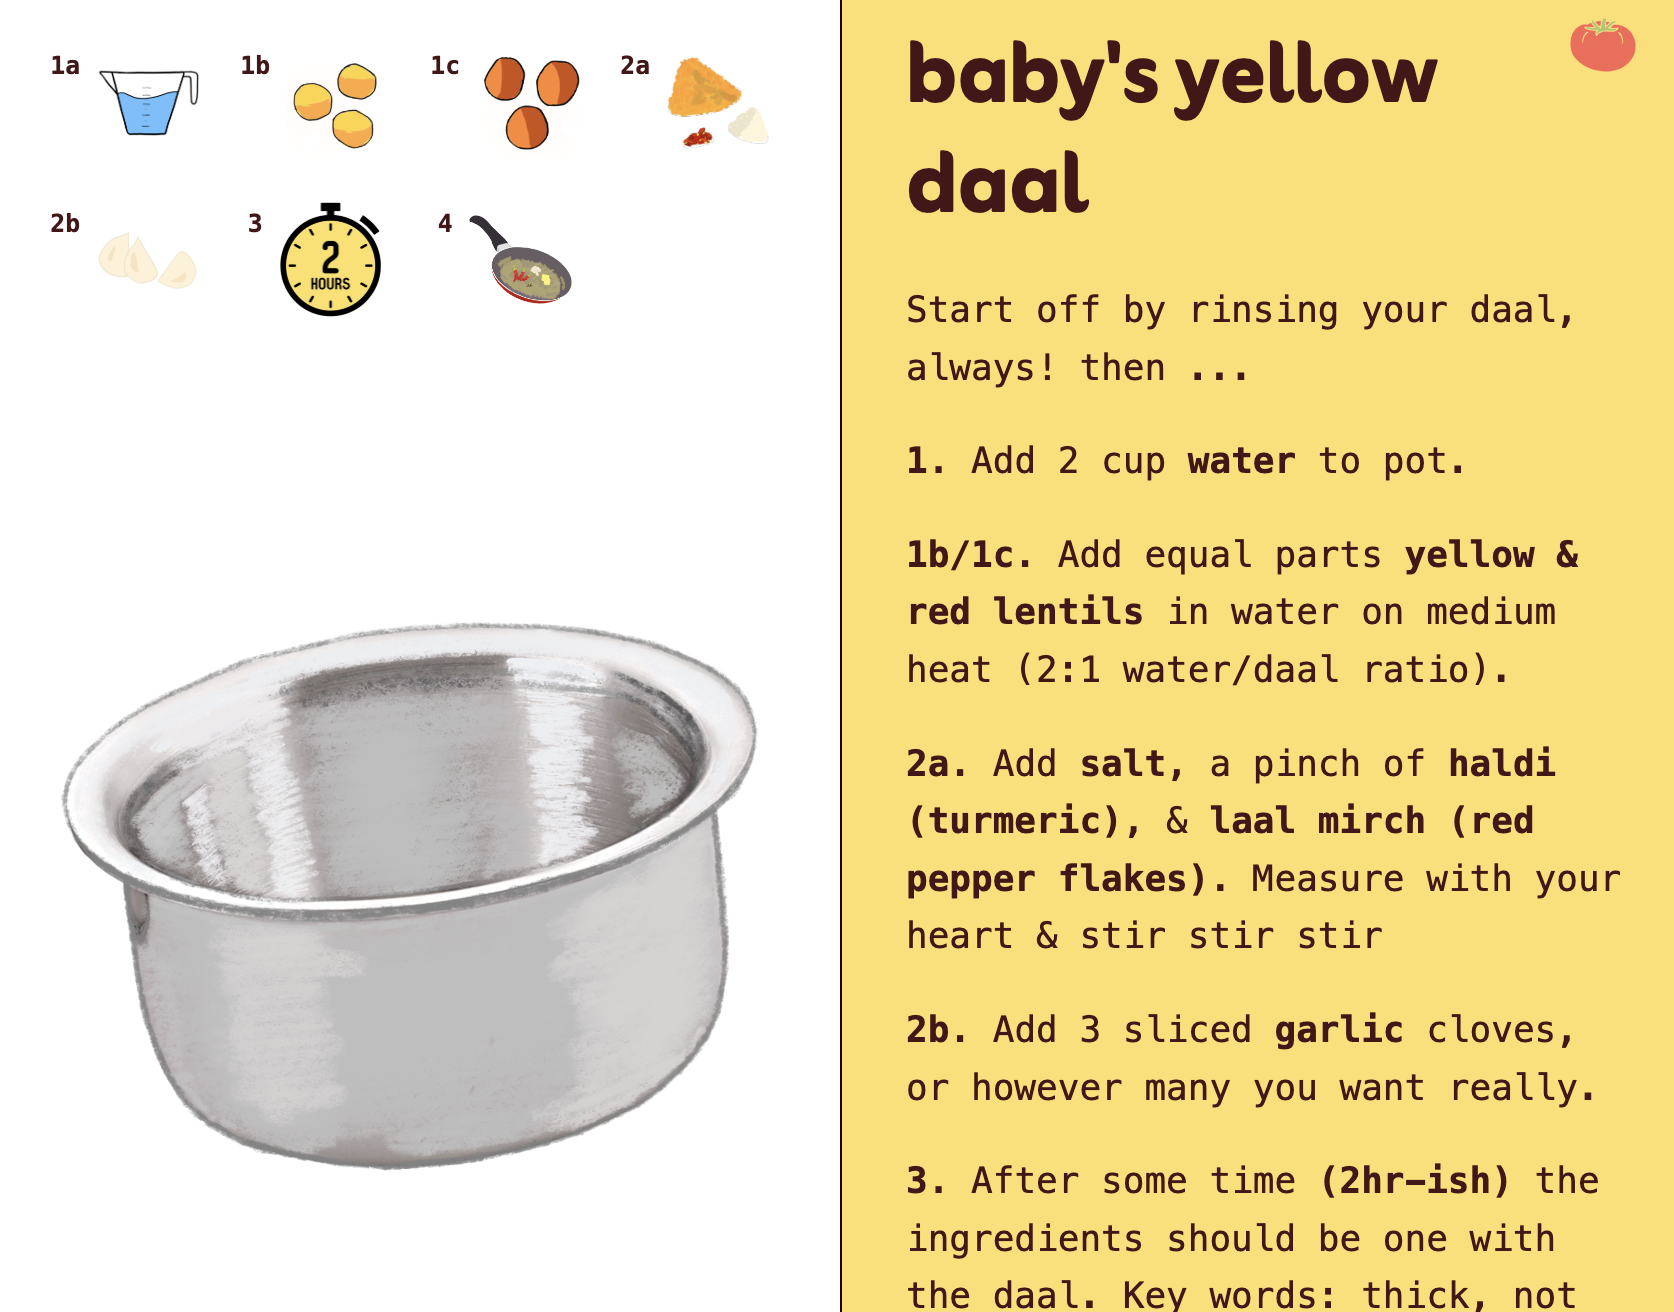 1a
1b
1c
2a
2b
3
2
HOURS
4
baby's yellow
daal
Start off by rinsing your daal,
always! then ...
1. Add 2 cup water to pot.
1b/1c. Add equal parts yellow &
red lentils in water on medium
heat (2:1 water/daal ratio).
2a. Add salt, a pinch of haldi
(turmeric), & laal mirch (red
pepper flakes). Measure with your
heart & stir stir stir
2b. Add 3 sliced garlic cloves,
or however many you want really.
3. After some time (2hr-ish) the
ingredients should be one with
the daal. Key words: thick, not